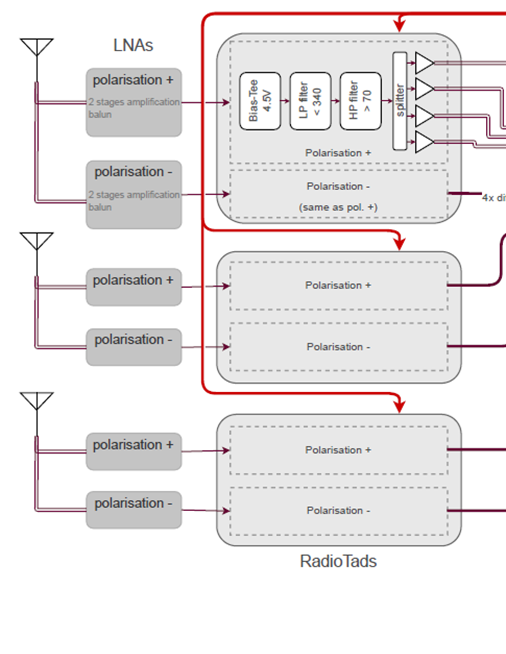 LNAs
polarisation +
2 stages amplification
balun
polarisation -
2 stages amplification
balun
Bias-Tee
4.5V
LP filter
< 340
HP filter
> 70
splitter
Polarisation +
Polarisation -
(same as pol. +)
4x di
polarisation +
polarisation -
Polarisation +
Polarisation -
polarisation +
polarisation -
Polarisation +
Polarisation -
RadioTads